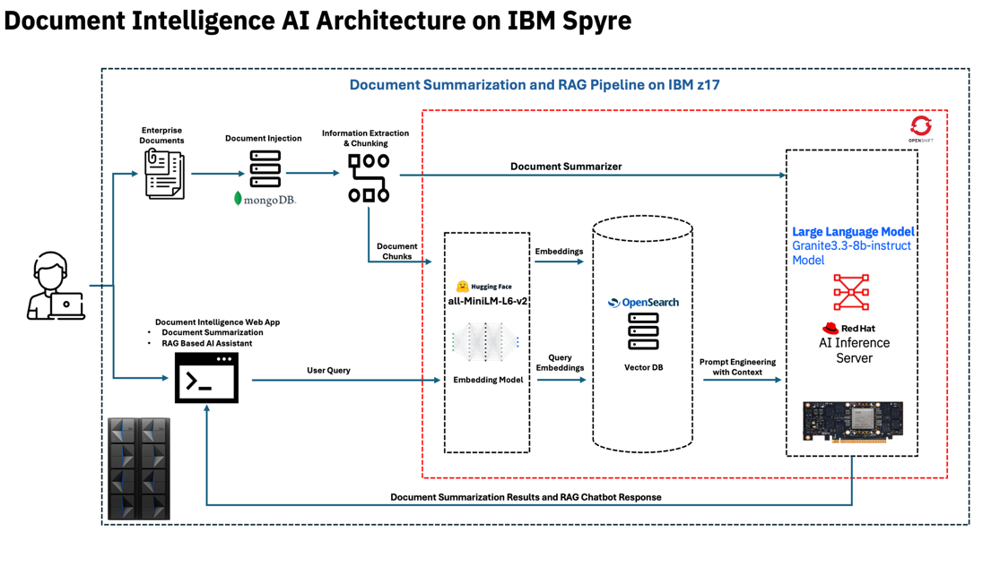 Document Intelligence AI Architecture on IBM Spyre
Document Summarization and RAG Pipeline on IBM z17
OPENSHIFT
Enterprise
Documents
Document Injection
mongoDB.
Information Extraction
& Chunking
Document Summarizer
Document
Chunks
Hugging Face
all-MiniLM-L6-v2
Embedding Model
Embeddings
Query
Embeddings
OpenSearch
Vector DB
Prompt Engineering
with Context
Large Language Model
Granite3.3-8b-instruct
Model
Red Hat
AI Inference
Server
Document Intelligence Web App
• Document Summarization
• RAG Based AI Assistant
User Query
Document Summarization Results and RAG Chatbot Response